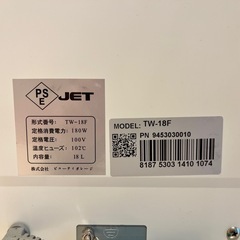 PS
E
JET
形式番号： TW-18F
定格消費電力： 180W
定格電圧： 100V
温度ヒューズ： 102℃
内容量： 18L
株式会社
MODEL: TW-18F
PN 9453030010
8187 5303 1410 1074